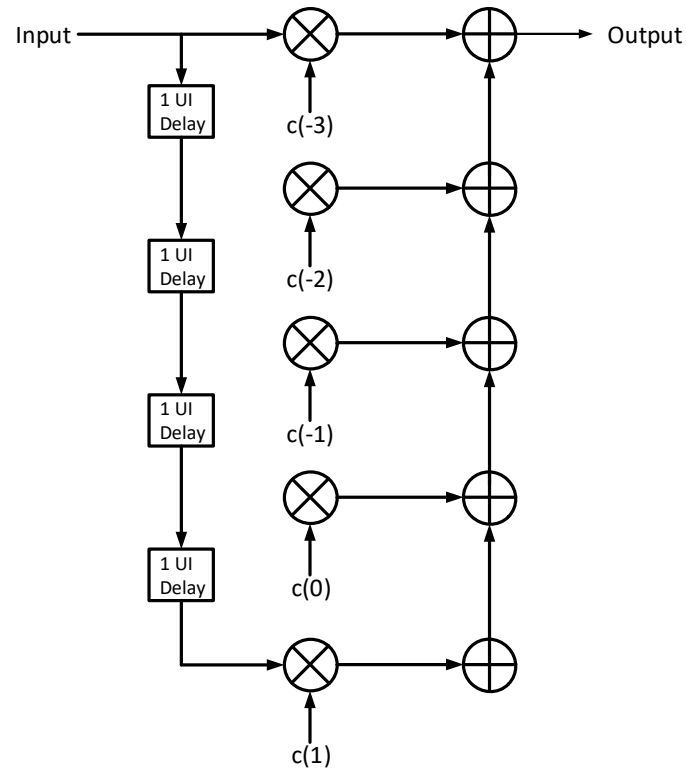 Input
Output
1 UI
Delay
c(-3)
1 UI
Delay
c(-2)
1 UI
Delay
c(-1)
1 UI
Delay
c(0)
c(1)